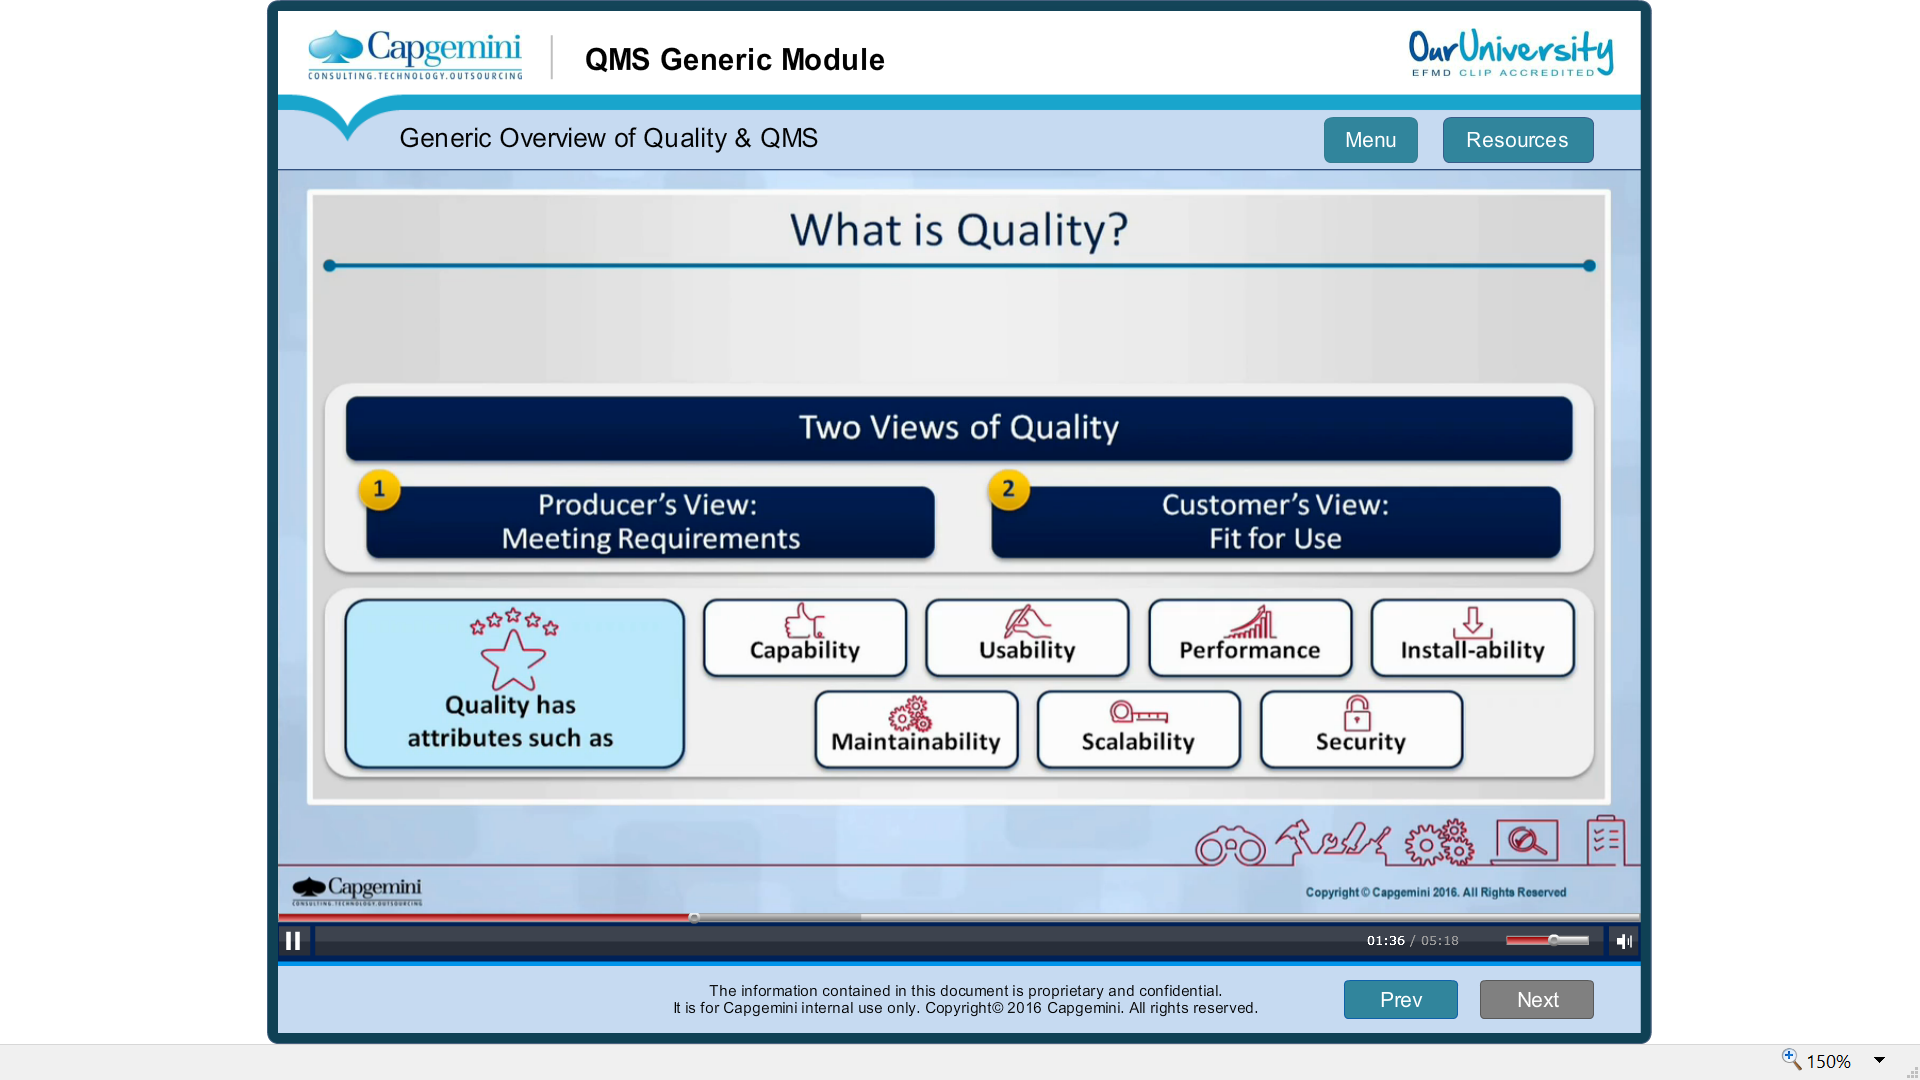 Capgemini
CONSULTING.TECHNOLOGY.OUTSOURCING
QMS Generic Module
OurUniversity
EFMD CLIP ACCREDITED
Generic Overview of Quality & QMS
Menu
Resources
What is Quality?
Two Views of Quality
1
Producer's View:
Meeting Requirements
2
Customer's View:
Fit for Use
Quality has
attributes such as
Capability
Usability
Performance
Install-ability
Maintainability
Scalability
Security
Capgemini
CONSULTING.TECHNOLOGY.OUTSOURCING
Copyright © Capgemini 2016. All Rights Reserved
01:36 / 05:18
The information contained in this document is proprietary and confidential.
It is for Capgemini internal use only. Copyright© 2016 Capgemini. All rights reserved.
Prev
Next
150%